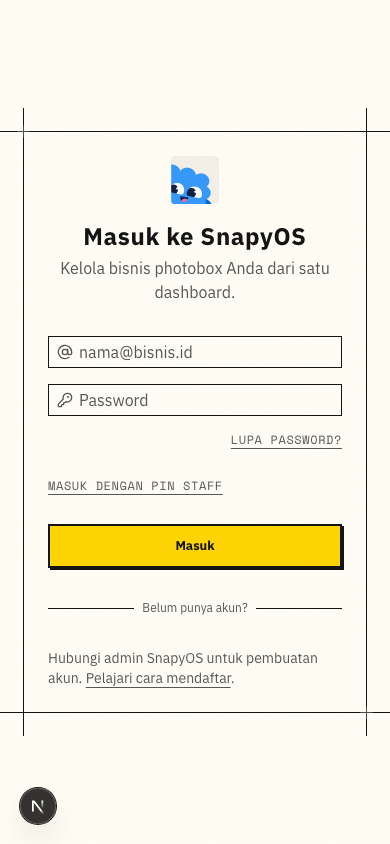 Masuk ke SnapyOS
Kelola bisnis photobox Anda dari satu
dashboard.
nama@bisnis.id
Password
LUPA PASSWORD?
MASUK DENGAN PIN STAFF
Masuk
Belum punya akun?
Hubungi admin SnapyOS untuk pembuatan
akun. Pelajari cara mendaftar.
N